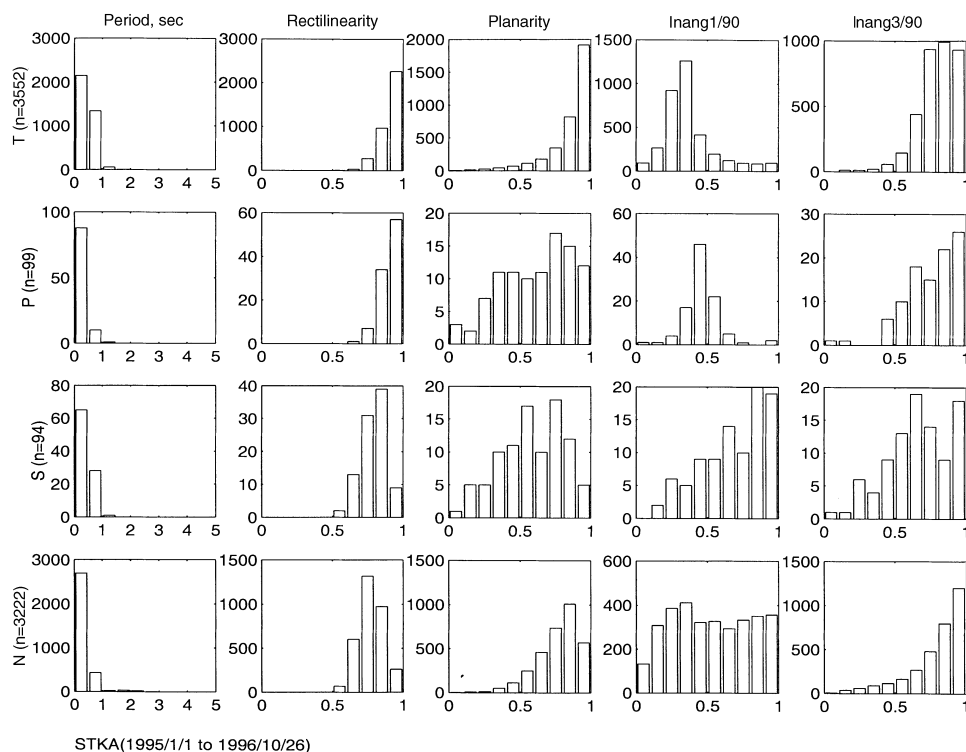 Period, sec Rectilinearity Planarity Inang1/90 Inang3/90
T (n=3552)
3000 2000 1000 0
0 1 2 3 4 5
3000 2000 1000 0
0 0.5 1
2000 1500 1000 500 0
0 0.5 1
1500 1000 500 0
0 0.5 1
1000 500 0
0 0.5 1
P (n=99)
100 50 0
0 1 2 3 4 5
60 40 20 0
0 0.5 1
20 15 10 5 0
0 0.5 1
60 40 20 0
0 0.5 1
30 20 10 0
0 0.5 1
S (n=94)
80 60 40 20 0
0 1 2 3 4 5
40 30 20 10 0
0 0.5 1
20 15 10 5 0
0 0.5 1
20 15 10 5 0
0 0.5 1
20 15 10 5 0
0 0.5 1
N (n=3222)
3000 2000 1000 0
0 1 2 3 4 5
1500 1000 500 0
0 0.5 1
1500 1000 500 0
0 0.5 1
600 400 200 0
0 0.5 1
1500 1000 500 0
0 0.5 1
STKA(1995/1/1 to 1996/10/26)